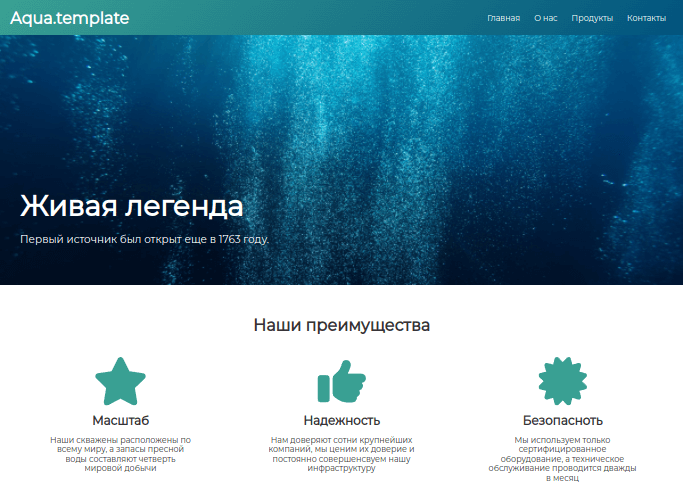 Aqua.template
Главная О нас Продукты Контакты
Живая легенда
Первый источник был открыт еще в 1763 году.
Наши преимущества
Масштаб
Наши скважены расположены по
всему миру, а запасы пресной
воды составляют четверть
мировой добычи
Надежность
Нам доверяют сотни крупнейших
компаний, мы ценим их доверие и
постоянно совершенсвуем нашу
инфраструктуру
Безопасноть
Мы используем только
сертифицированное
оборудование, а техническое
обслуживание проводится дважды
в месяц